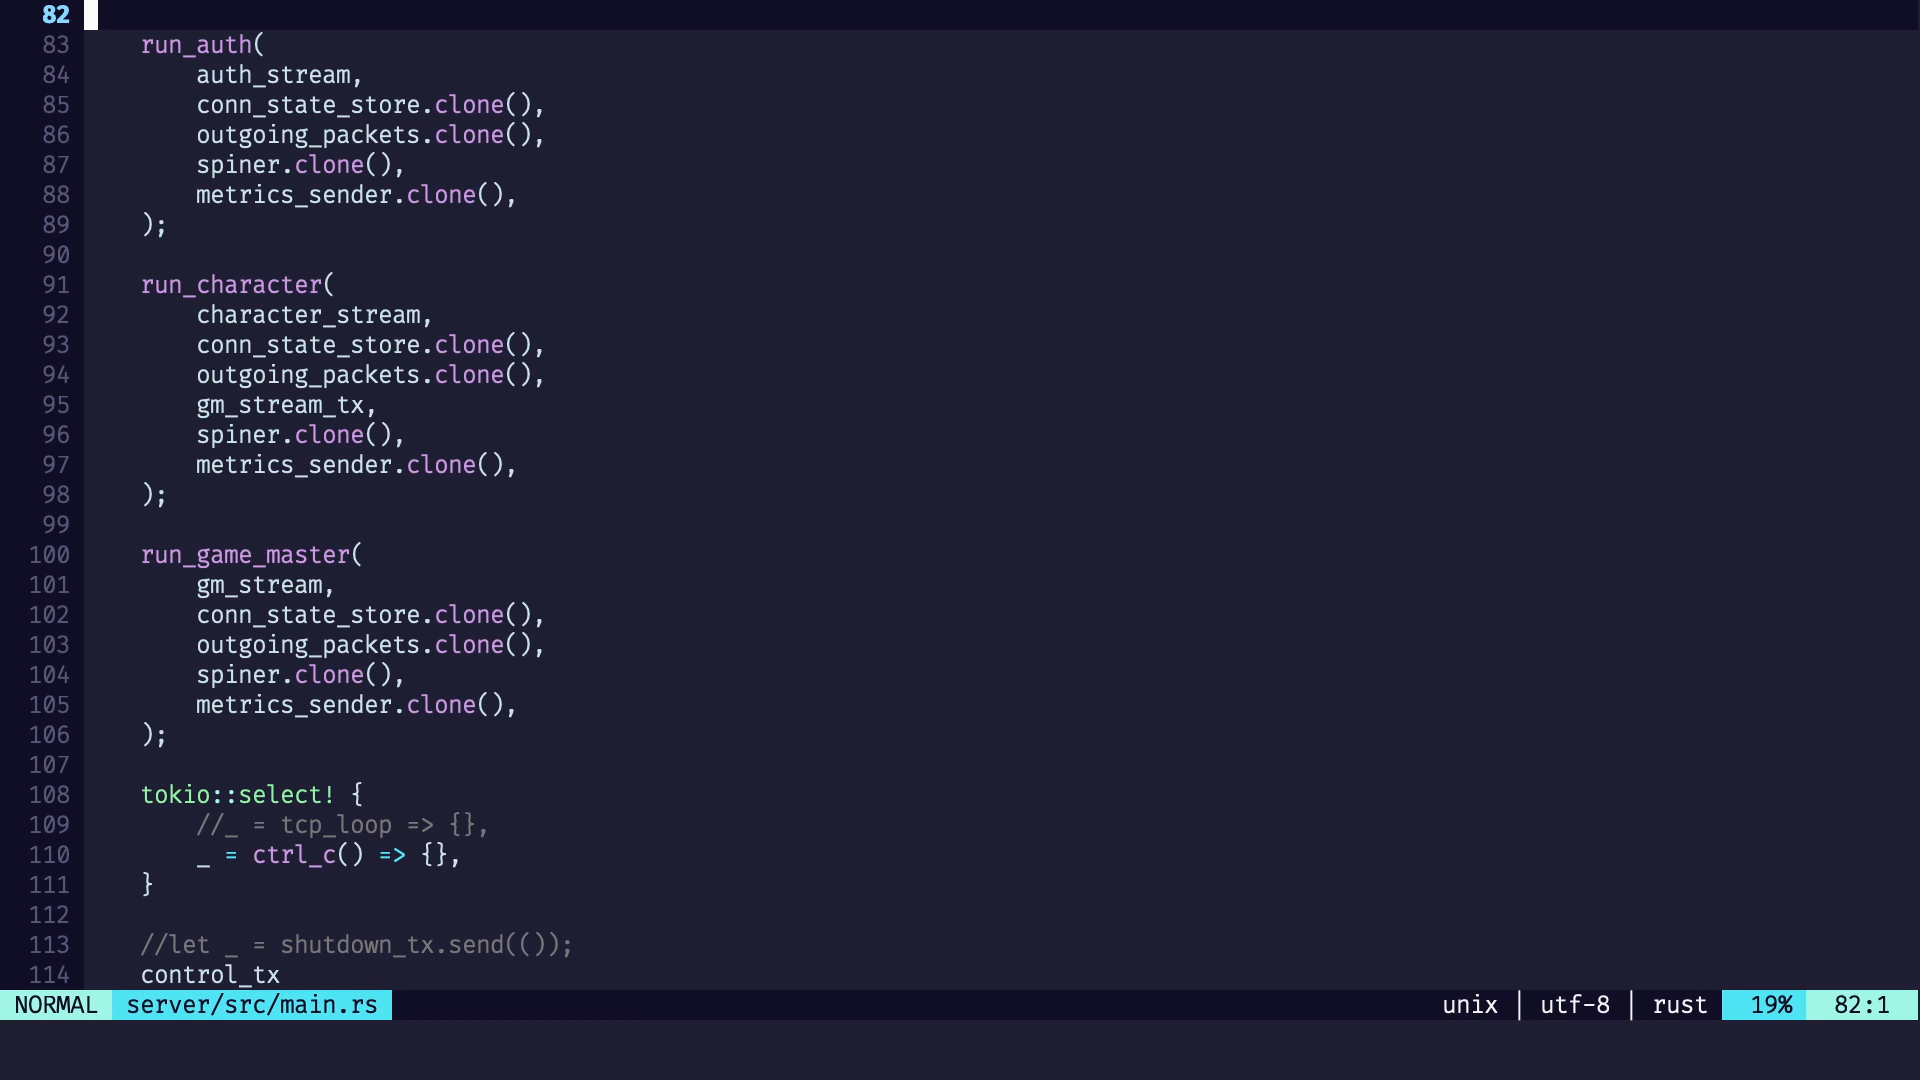 82
83 run_auth(
84 auth_stream,
85 conn_state_store.clone(),
86 outgoing_packets.clone(),
87 spiner.clone(),
88 metrics_sender.clone(),
89 );
90
91 run_character(
92 character_stream,
93 conn_state_store.clone(),
94 outgoing_packets.clone(),
95 gm_stream_tx,
96 spiner.clone(),
97 metrics_sender.clone(),
98 );
99
100 run_game_master(
101 gm_stream,
102 conn_state_store.clone(),
103 outgoing_packets.clone(),
104 spiner.clone(),
105 metrics_sender.clone(),
106 );
107
108 tokio::select! {
109 //_ = tcp_loop => {},
110 _ = ctrl_c() => {},
111 }
112
113 //let _ = shutdown_tx.send(());
114 control_tx
NORMAL server/src/main.rs unix | utf-8 | rust 19% 82:1